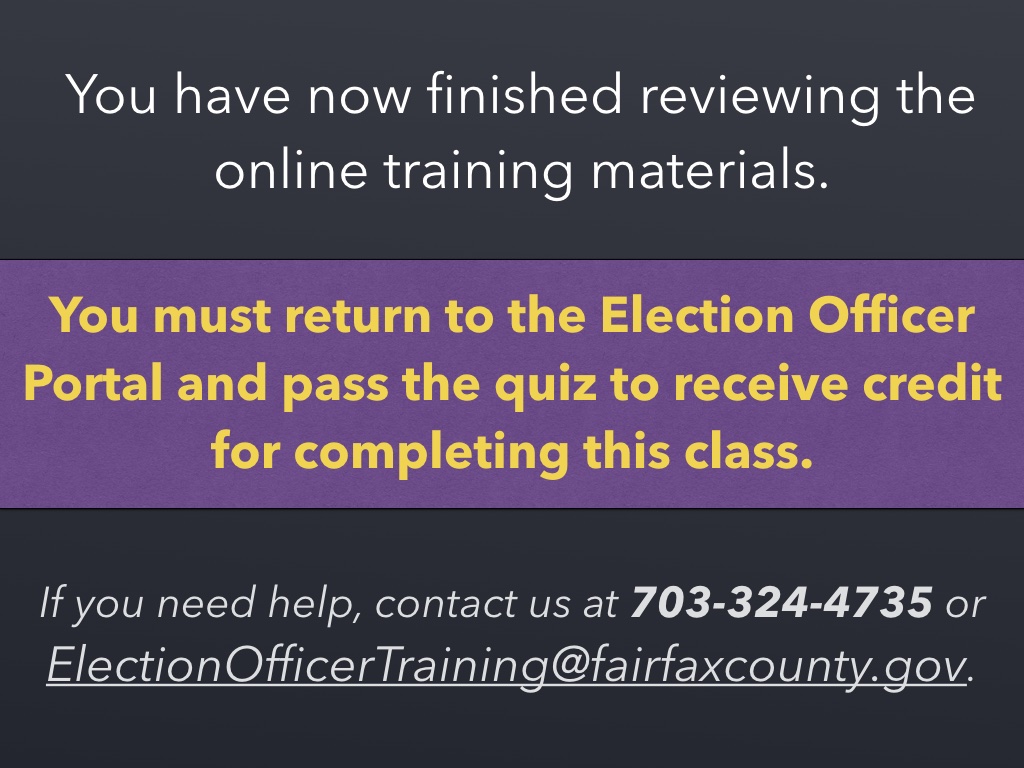 You have now finished reviewing the
online training materials.
You must return to the Election Officer
Portal and pass the quiz to receive credit
for completing this class.
If you need help, contact us at 703-324-4735 or
ElectionOfficerTraining@fairfaxcounty.gov.